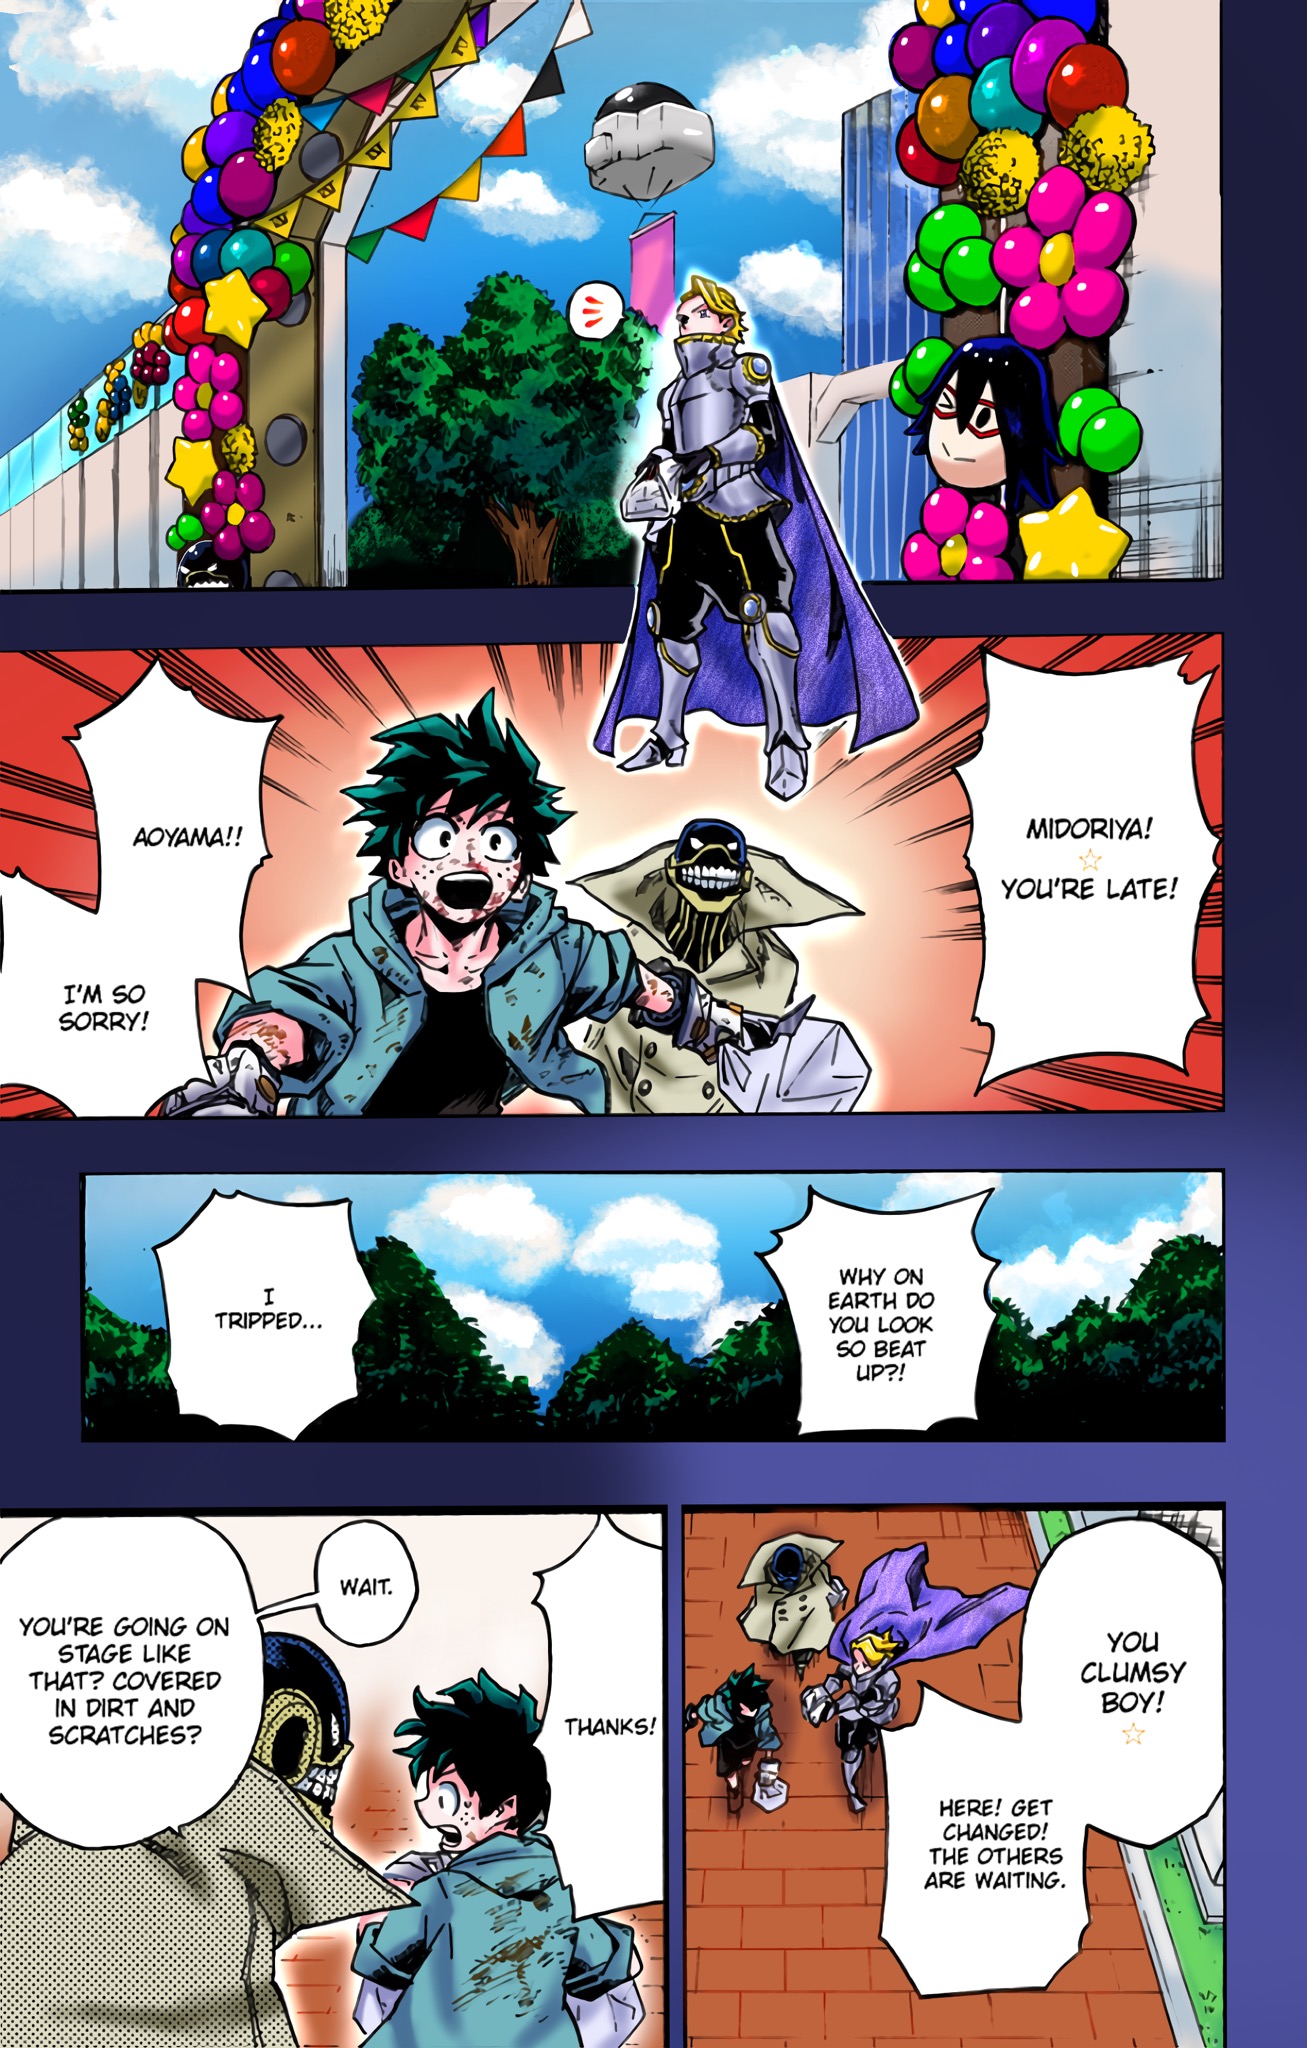 MIDORIYA!
☆
YOU'RE LATE!
AOYAMA!!
I'M SO
SORRY!
WHY ON
EARTH DO
YOU LOOK
SO BEAT
UP?!
I
TRIPPED...
YOU
CLUMSY
BOY!
☆
HERE! GET
CHANGED!
THE OTHERS
ARE WAITING.
THANKS!
WAIT.
YOU'RE GOING ON
STAGE LIKE
THAT? COVERED
IN DIRT AND
SCRATCHES?